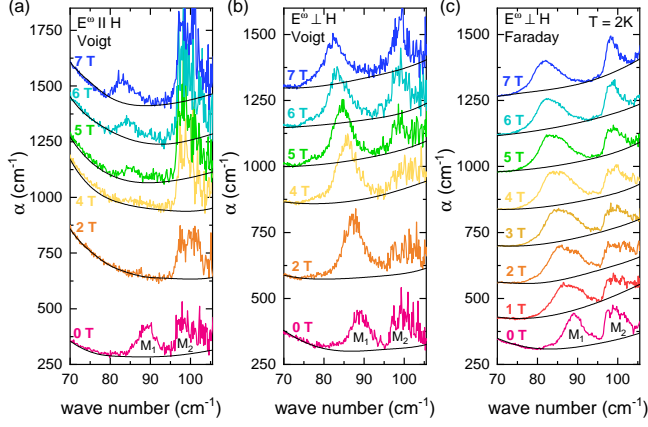 (a)
E^ω || H
Voigt
1750
1500
1250
1000
750
500
250
7 T
6 T
5 T
4 T
2 T
0 T
M₁
M₂
70 80 90 100
α (cm⁻¹)
wave number (cm⁻¹)
(b)
E^ω ⊥ H
Voigt
1500
1250
1000
750
500
250
7 T
6 T
5 T
4 T
2 T
0 T
M₁
M₂
70 80 90 100
α (cm⁻¹)
wave number (cm⁻¹)
(c)
E^ω ⊥ H
T = 2K
Faraday
1500
1250
1000
750
500
250
7 T
6 T
5 T
4 T
3 T
2 T
1 T
0 T
M₁
M₂
70 80 90 100
α (cm⁻¹)
wave number (cm⁻¹)